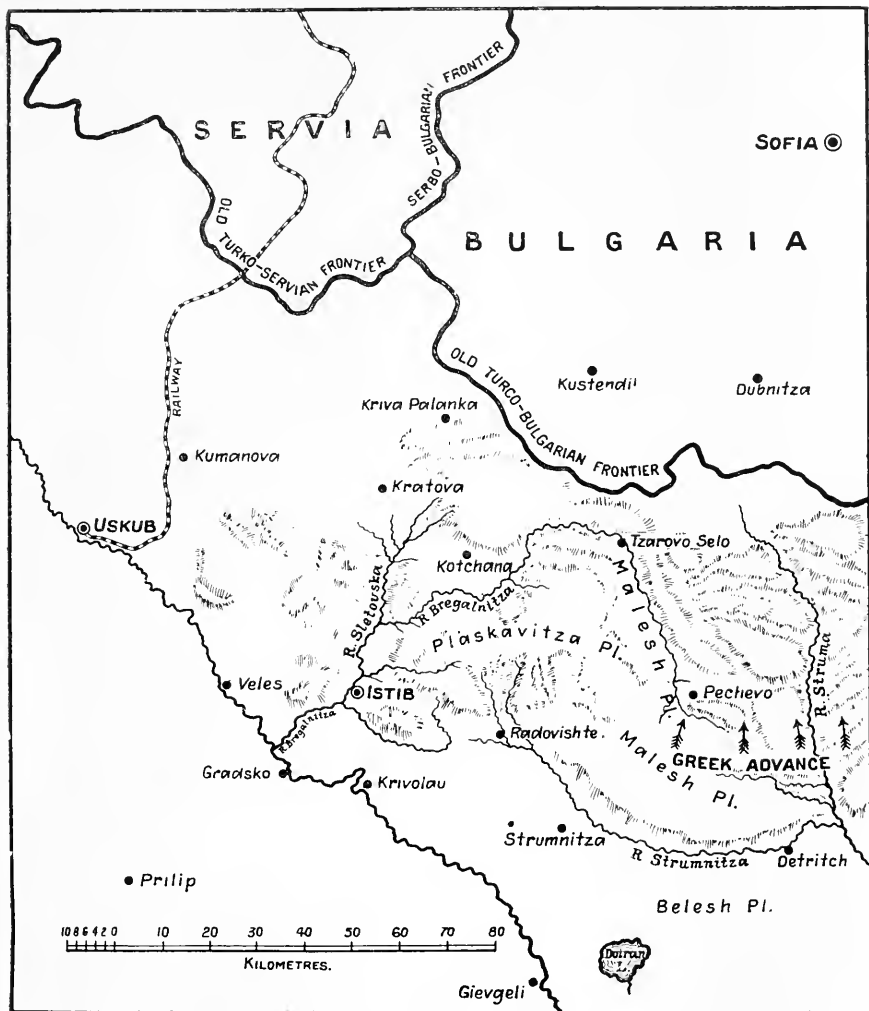 SERVIA
SERBO-BULGARIAN FRONTIER
SOFIA
OLD TURKO-SERVIAN FRONTIER
BULGARIA
OLD TURCO-BULGARIAN FRONTIER
Kustendil
Dubnitza
RAILWAY
Kriva Palanka
Kumanova
Kratova
USKUB
Tzarovo Selo
Kotchana
R. Sletovska
R Bregalnitza
Malesh Pl.
Plaskavitza Pl.
R. Struma
Veles
ISTIB
Pechevo
R. Bregalnitza
Radovishte
Malesh Pl.
GREEK ADVANCE
Gradsko
Krivolau
Strumnitza
R Strumnitza
Detritch
Prilip
Belesh Pl.
10 8 6 4 2 0 10 20 30 40 50 60 70 80
KILOMETRES.
Doiran
L.
Gievgeli